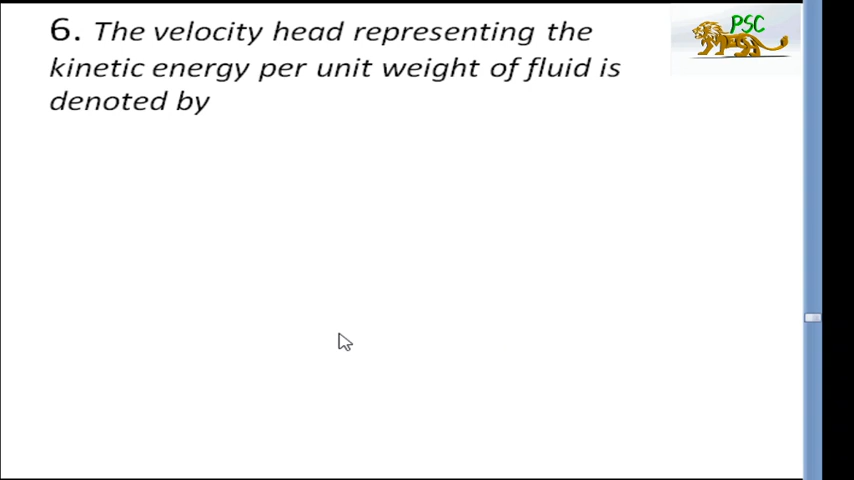 6. The velocity head representing the
kinetic energy per unit weight of fluid is
denoted by
PSC